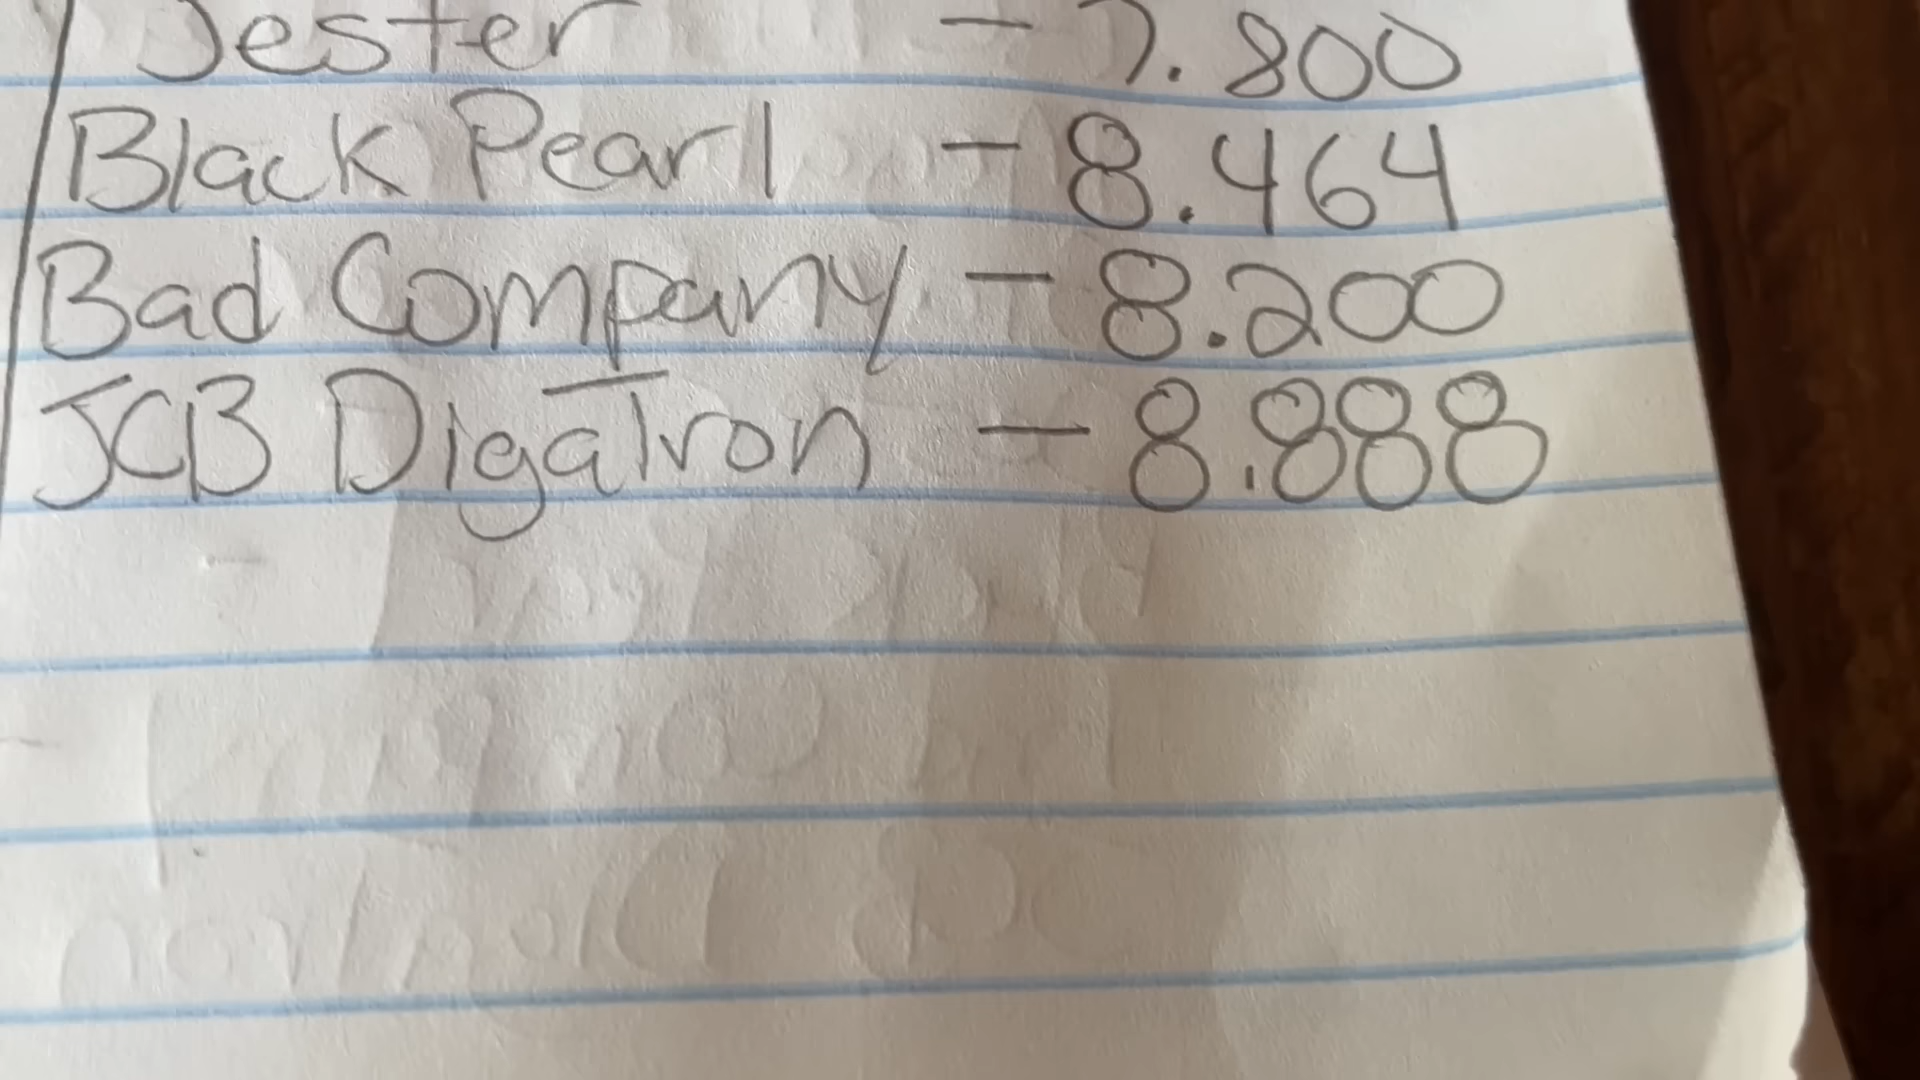 Jester - 7.800
Black Pearl - 8.464
Bad Company - 8.200
JCB DigaTron - 8.888